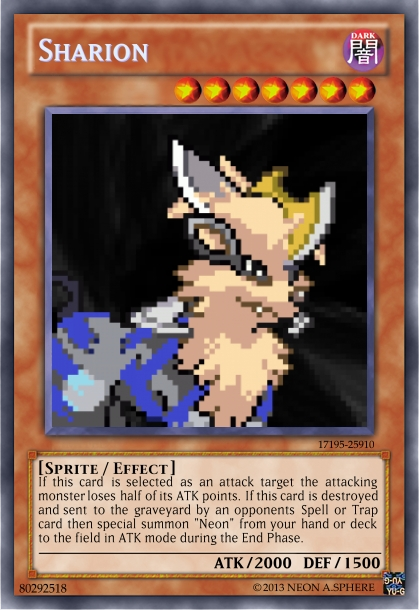 Sharion
DARK
闇
17195-25910
[Sprite / Effect]
If this card is selected as an attack target the attacking
monster loses half of its ATK points. If this card is destroyed
and sent to the graveyard by an opponents Spell or Trap
card then special summon "Neon" from your hand or deck
to the field in ATK mode during the End Phase.
ATK/2000 DEF/1500
80292518
©2013 NEON A.SPHERE
YU-G